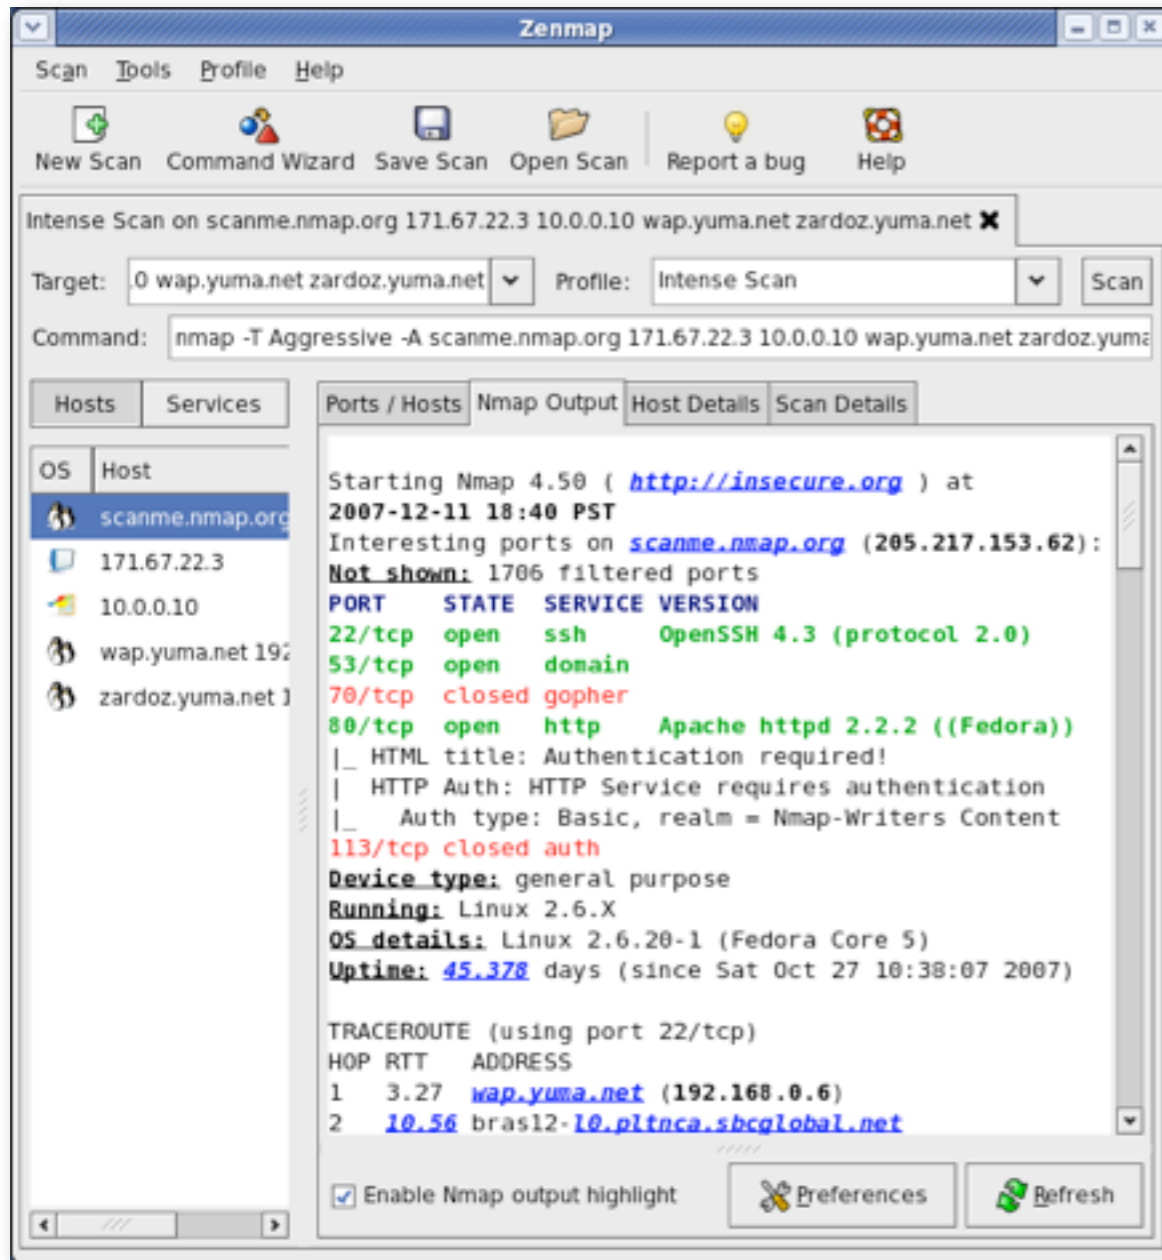 Zenmap
Scan Tools Profile Help
New Scan Command Wizard Save Scan Open Scan Report a bug Help
Intense Scan on scanme.nmap.org 171.67.22.3 10.0.0.10 wap.yuma.net zardoz.yuma.net
Target: .0 wap.yuma.net zardoz.yuma.net Profile: Intense Scan Scan
Command: nmap -T Aggressive -A scanme.nmap.org 171.67.22.3 10.0.0.10 wap.yuma.net zardoz.yuma
Hosts Services
OS Host
scanme.nmap.org
171.67.22.3
10.0.0.10
wap.yuma.net 192
zardoz.yuma.net 1
Ports / Hosts Nmap Output Host Details Scan Details
Starting Nmap 4.50 ( http://insecure.org ) at
2007-12-11 18:40 PST
Interesting ports on scanme.nmap.org (205.217.153.62):
Not shown: 1706 filtered ports
PORT STATE SERVICE VERSION
22/tcp open ssh OpenSSH 4.3 (protocol 2.0)
53/tcp open domain
70/tcp closed gopher
80/tcp open http Apache httpd 2.2.2 ((Fedora))
|_ HTML title: Authentication required!
| HTTP Auth: HTTP Service requires authentication
|_ Auth type: Basic, realm = Nmap-Writers Content
113/tcp closed auth
Device type: general purpose
Running: Linux 2.6.X
OS details: Linux 2.6.20-1 (Fedora Core 5)
Uptime: 45.378 days (since Sat Oct 27 10:38:07 2007)
TRACEROUTE (using port 22/tcp)
HOP RTT ADDRESS
1 3.27 wap.yuma.net (192.168.0.6)
2 10.56 bras12-l0.pltnca.sbcglobal.net
Enable Nmap output highlight Preferences Refresh